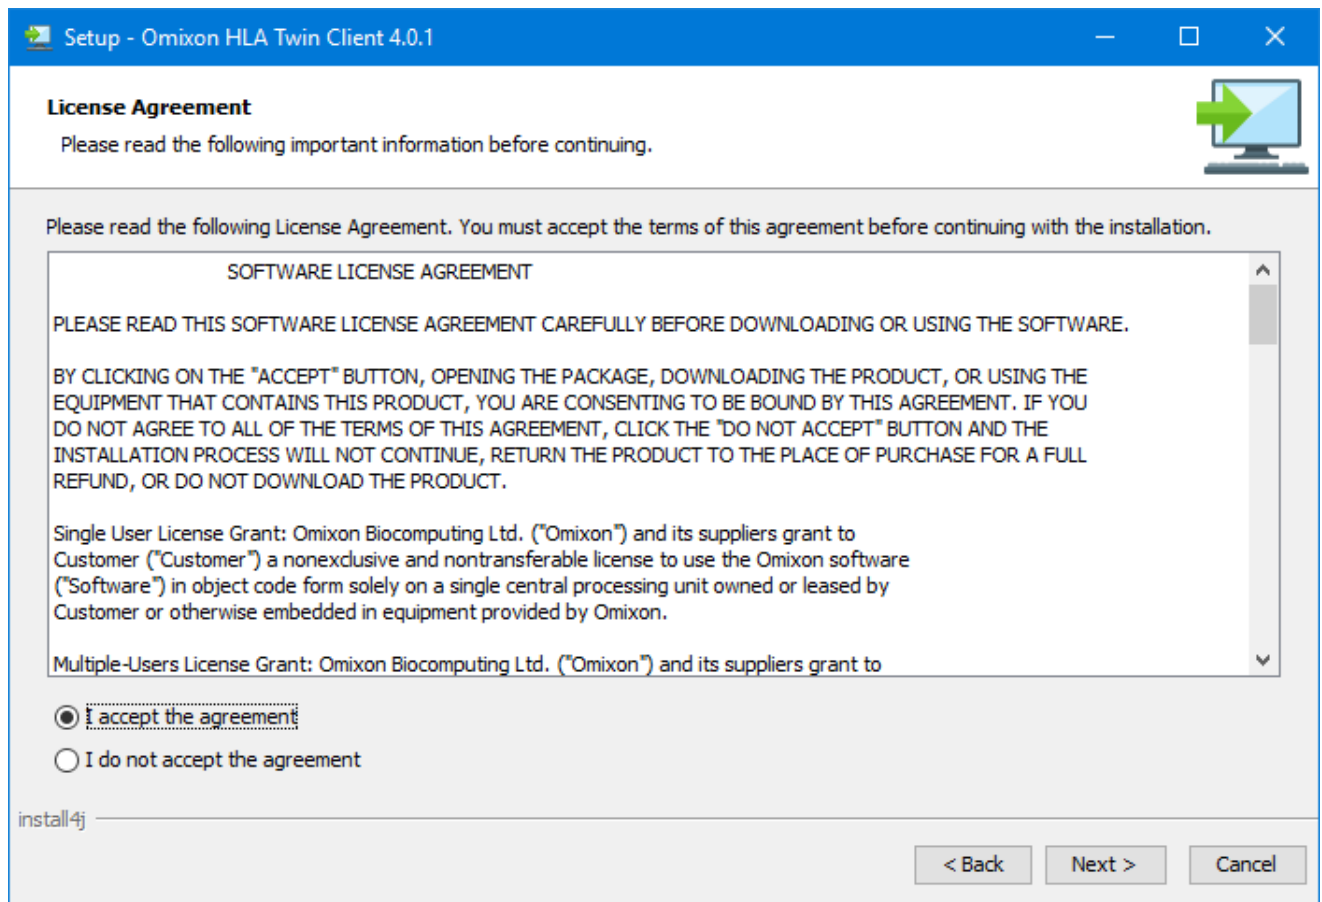 Setup - Omixon HLA Twin Client 4.0.1
License Agreement
Please read the following important information before continuing.
Please read the following License Agreement. You must accept the terms of this agreement before continuing with the installation.
SOFTWARE LICENSE AGREEMENT
PLEASE READ THIS SOFTWARE LICENSE AGREEMENT CAREFULLY BEFORE DOWNLOADING OR USING THE SOFTWARE.
BY CLICKING ON THE "ACCEPT" BUTTON, OPENING THE PACKAGE, DOWNLOADING THE PRODUCT, OR USING THE
EQUIPMENT THAT CONTAINS THIS PRODUCT, YOU ARE CONSENTING TO BE BOUND BY THIS AGREEMENT. IF YOU
DO NOT AGREE TO ALL OF THE TERMS OF THIS AGREEMENT, CLICK THE "DO NOT ACCEPT" BUTTON AND THE
INSTALLATION PROCESS WILL NOT CONTINUE, RETURN THE PRODUCT TO THE PLACE OF PURCHASE FOR A FULL
REFUND, OR DO NOT DOWNLOAD THE PRODUCT.
Single User License Grant: Omixon Biocomputing Ltd. ("Omixon") and its suppliers grant to
Customer ("Customer") a nonexclusive and nontransferable license to use the Omixon software
("Software") in object code form solely on a single central processing unit owned or leased by
Customer or otherwise embedded in equipment provided by Omixon.
Multiple-Users License Grant: Omixon Biocomputing Ltd. ("Omixon") and its suppliers grant to
I accept the agreement
I do not accept the agreement
install4j
< Back Next > Cancel